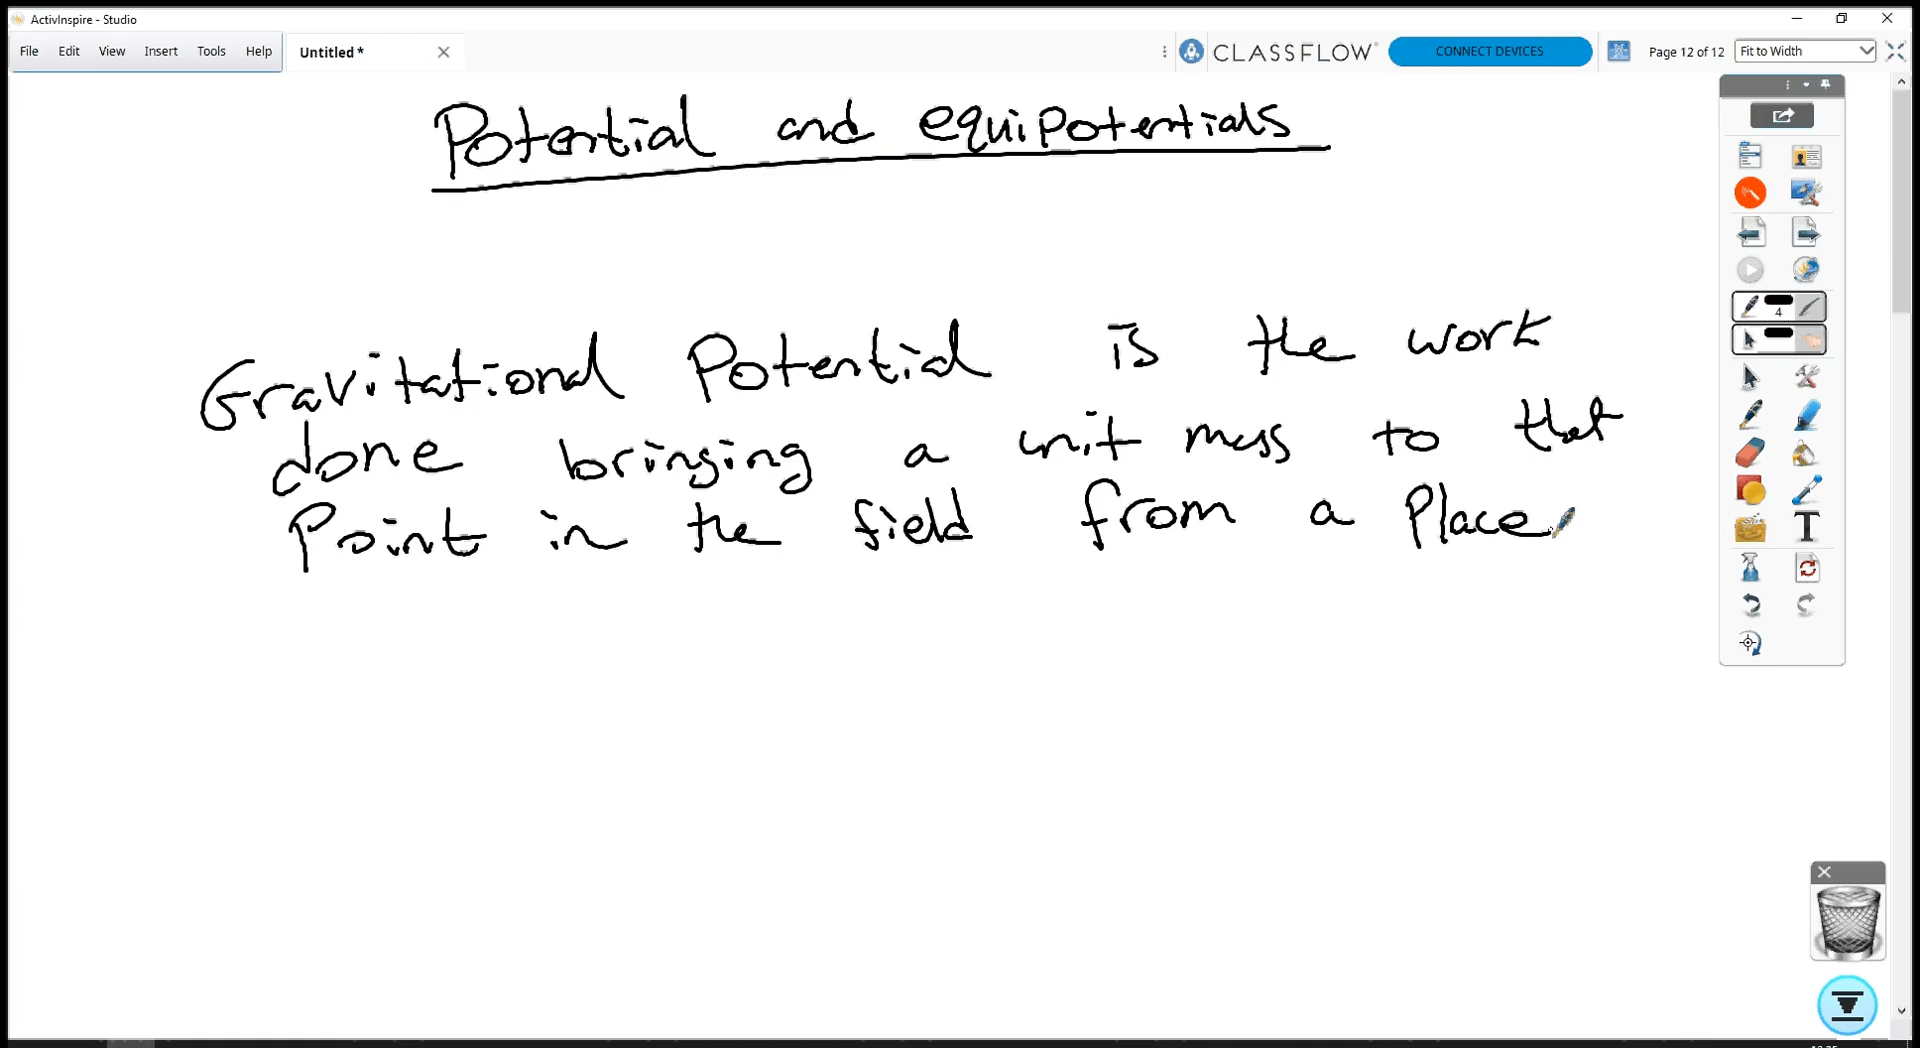 ActivInspire - Studio
File Edit View Insert Tools Help Untitled * CLASSFLOW CONNECT DEVICES Page 12 of 12 Fit to Width
Potential and equipotentials
4
Gravitational Potential is the work
done bringing a unit mass to that
Point in the field from a Place